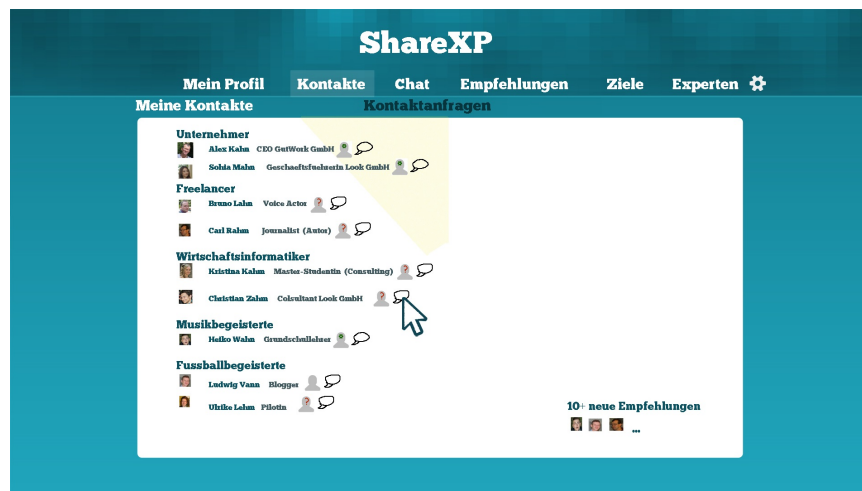 ShareXP
Mein Profil Kontakte Chat Empfehlungen Ziele Experten
Meine Kontakte Kontaktanfragen
Unternehmer
Alex Kahn CEO GutWork GmbH
Sohia Mahn Geschaeftsfuehrerin Look GmbH
Freelancer
Bruno Lahn Voice Actor
Carl Rahm Journalist (Autor)
Wirtschaftsinformatiker
Kristina Kahm Master-Studentin (Consulting)
Christian Zahm Colsultant Look GmbH
Musikbegeisterte
Heiko Wahn Grundschullehrer
Fussballbegeisterte
Ludwig Vann Blogger
Ulrike Lehm Pilotin
10+ neue Empfehlungen
...